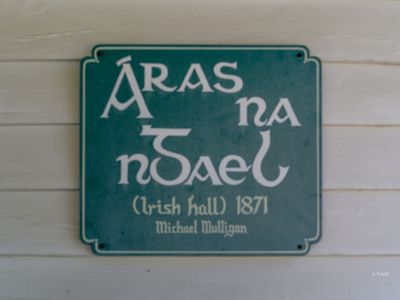 Áras
na
nGael
(Irish hall) 1871
Michael Mulligan